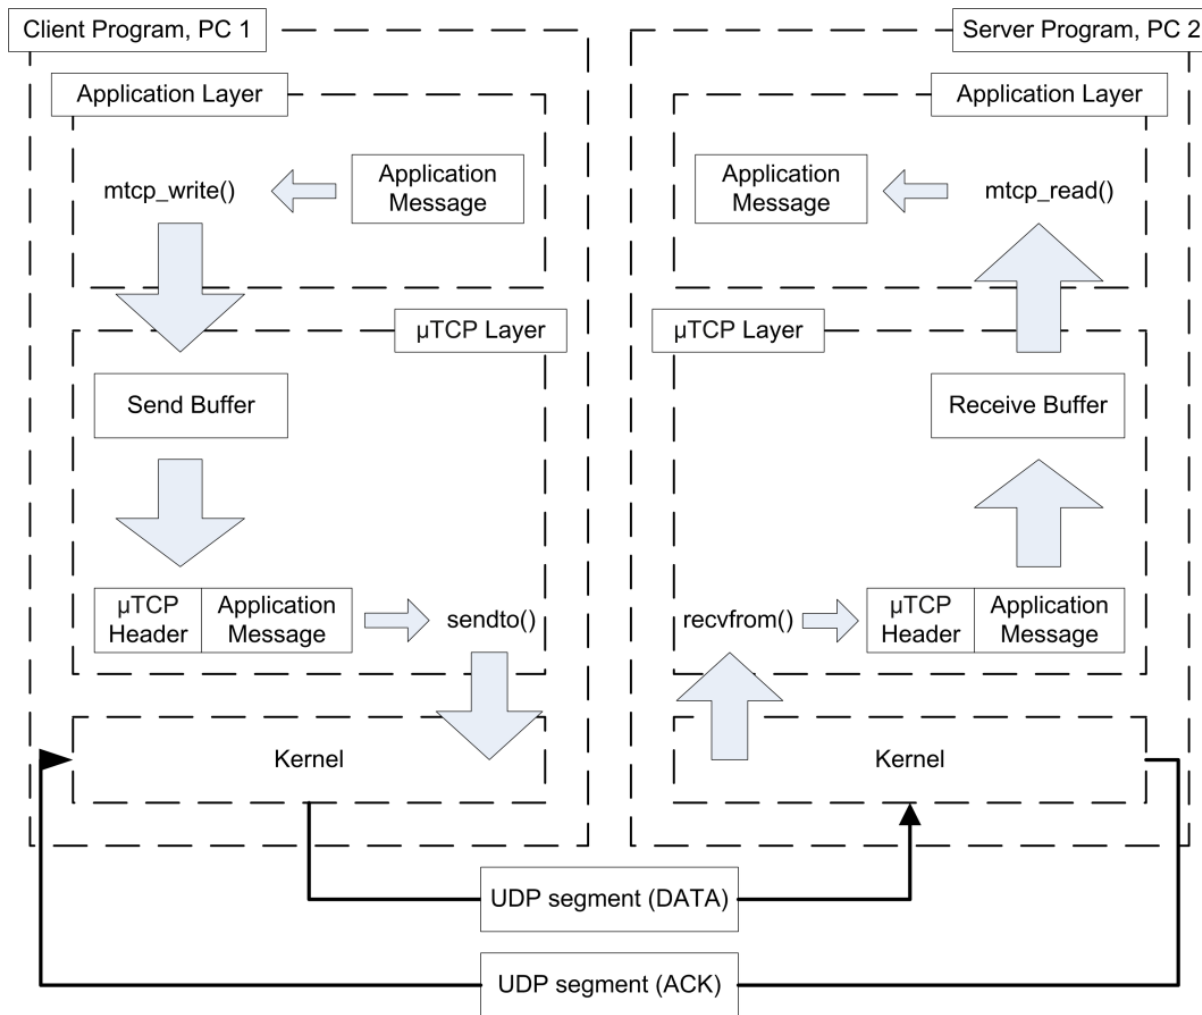 Client Program, PC 1
Application Layer
mtcp_write()
Application
Message
µTCP Layer
Send Buffer
µTCP
Header
Application
Message
sendto()
Kernel
Server Program, PC 2
Application Layer
Application
Message
mtcp_read()
µTCP Layer
Receive Buffer
recvfrom()
µTCP
Header
Application
Message
Kernel
UDP segment (DATA)
UDP segment (ACK)